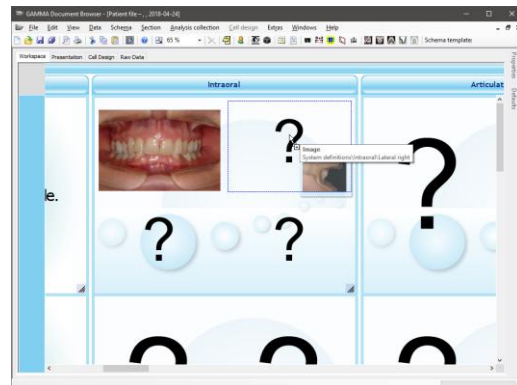 GAMMA Document Browser - [Patient file - , , 2018-04-24]
File Edit View Data Schema Section Analysis collection Cell design Extras Windows Help
65 % Schema template:
Workspace Presentation Cell Design Raw Data
Properties
Defaults
Intraoral
Articulat
?
Image
System definitions\Intraoral\Lateral right
?
le.
? ?
? ? ?